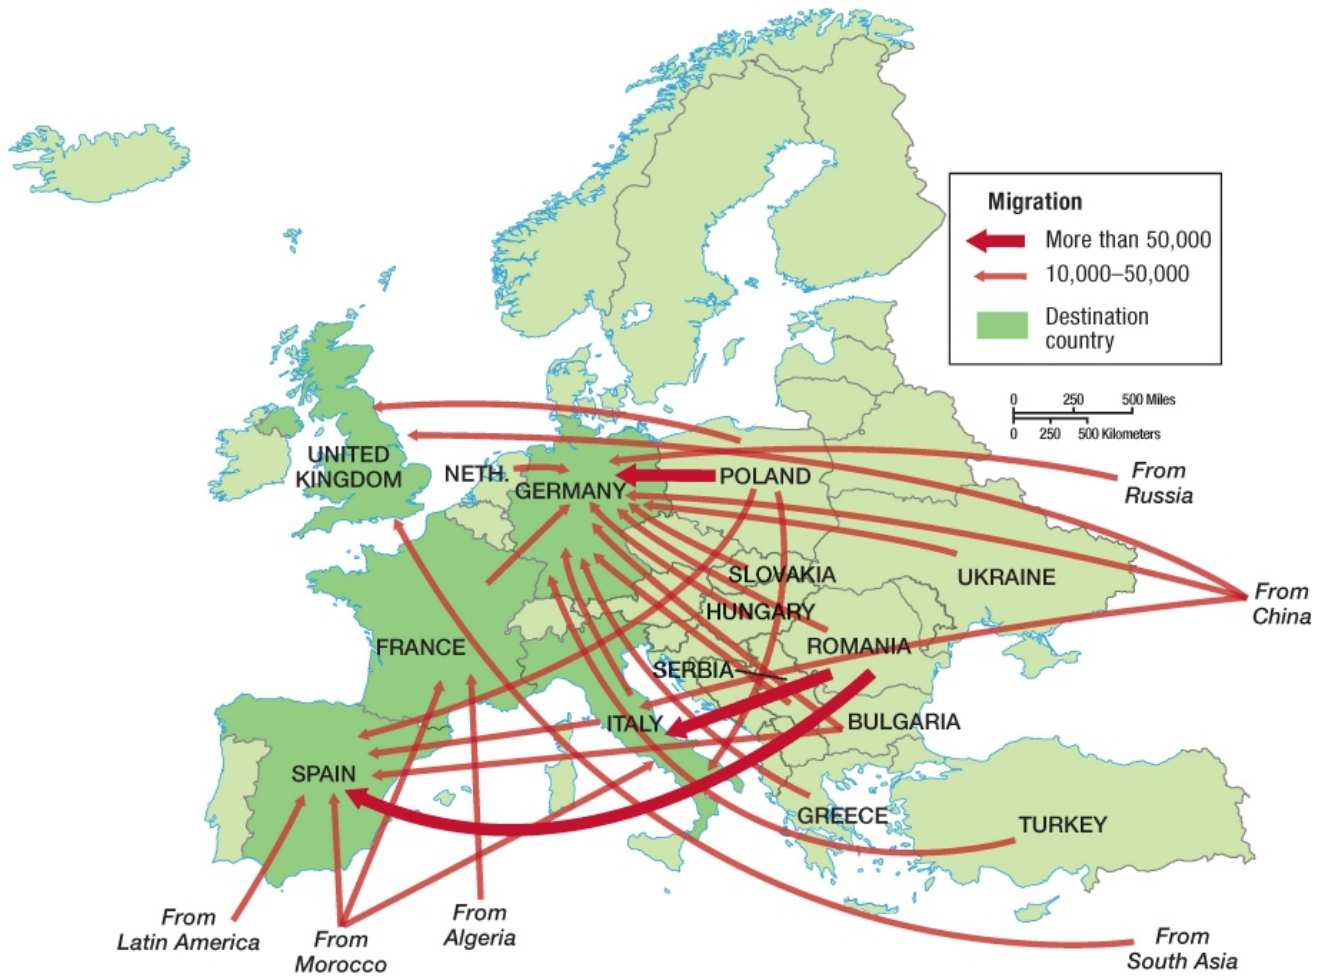 Migration
More than 50,000
10,000–50,000
Destination
country
0 250 500 Miles
0 250 500 Kilometers
UNITED
KINGDOM
NETH.
GERMANY
POLAND
From
Russia
SLOVAKIA
UKRAINE
From
China
HUNGARY
FRANCE
ROMANIA
SERBIA
ITALY
BULGARIA
SPAIN
GREECE
TURKEY
From
Latin America
From
Morocco
From
Algeria
From
South Asia